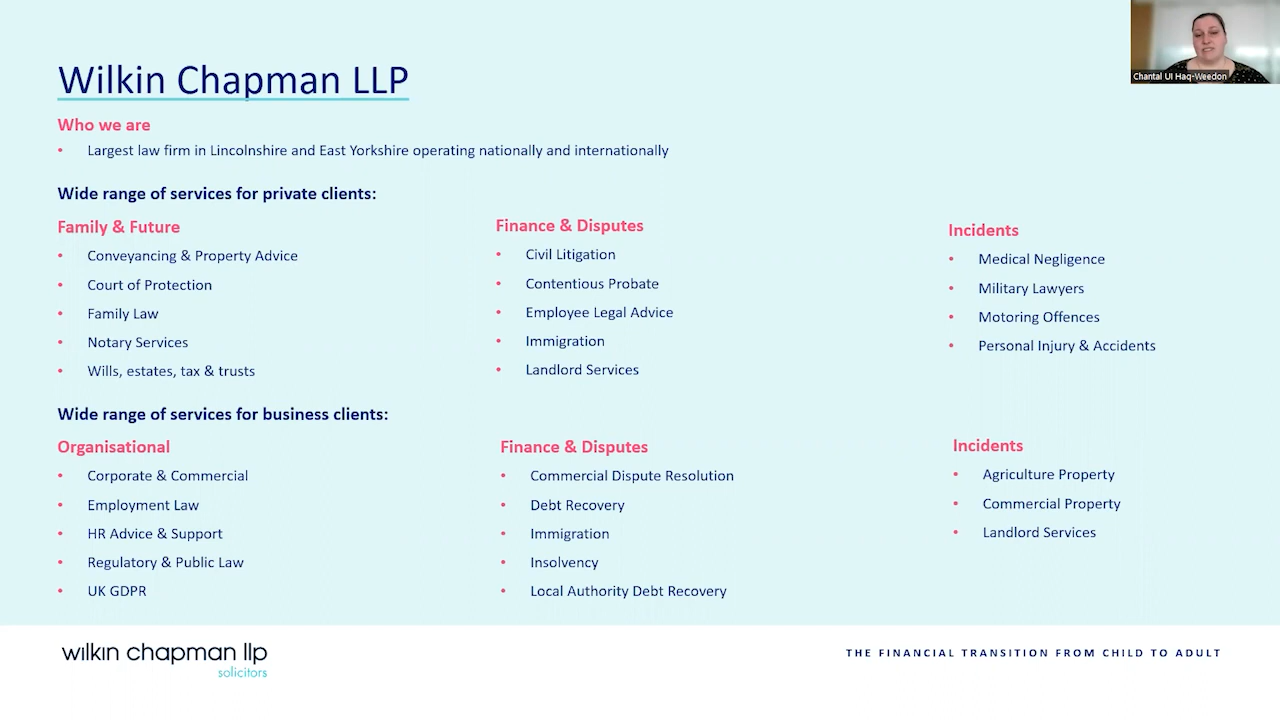 Wilkin Chapman LLP
Chantal Ul Haq-Weedon
Who we are
• Largest law firm in Lincolnshire and East Yorkshire operating nationally and internationally
Wide range of services for private clients:
Family & Future
• Conveyancing & Property Advice
• Court of Protection
• Family Law
• Notary Services
• Wills, estates, tax & trusts
Finance & Disputes
• Civil Litigation
• Contentious Probate
• Employee Legal Advice
• Immigration
• Landlord Services
Incidents
• Medical Negligence
• Military Lawyers
• Motoring Offences
• Personal Injury & Accidents
Wide range of services for business clients:
Organisational
• Corporate & Commercial
• Employment Law
• HR Advice & Support
• Regulatory & Public Law
• UK GDPR
Finance & Disputes
• Commercial Dispute Resolution
• Debt Recovery
• Immigration
• Insolvency
• Local Authority Debt Recovery
Incidents
• Agriculture Property
• Commercial Property
• Landlord Services
wilkin chapman llp
solicitors
THE FINANCIAL TRANSITION FROM CHILD TO ADULT